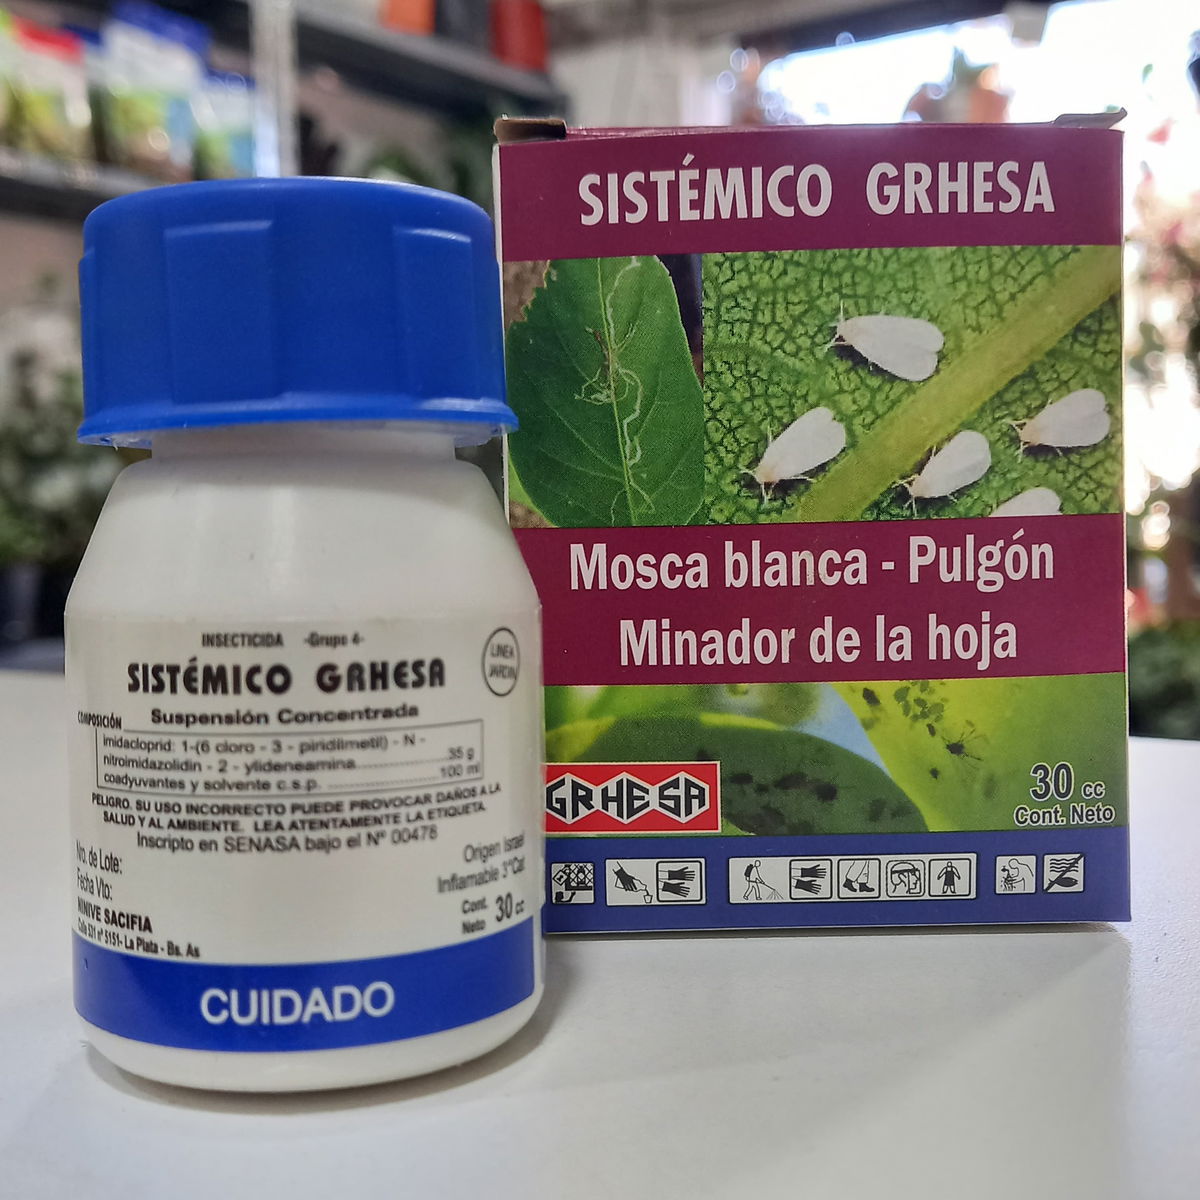 SISTÉMICO GRHESA
Mosca blanca - Pulgón
Minador de la hoja
GRHESA
30 cc
Cont. Neto
INSECTICIDA -Grupo 4-
SISTÉMICO GRHESA
LINEA
JARDIN
Suspensión Concentrada
COMPOSICIÓN
imidacloprid: 1-(6 cloro - 3 - piridilmetil) - N -
nitroimidazolidin - 2 - ylideneamina..................35 g
coadyuvantes y solvente c.s.p. ..................100 ml
PELIGRO. SU USO INCORRECTO PUEDE PROVOCAR DAÑOS A LA
SALUD Y AL AMBIENTE. LEA ATENTAMENTE LA ETIQUETA.
Inscripto en SENASA bajo el Nº 00478
Nro. de Lote:
Fecha Vto:
Origen Israel
Inflamable 3°Cat
NINIVE SACIFIA
Calle 531 nº 5151- La Plata - Bs. As
Cont.
Neto 30 cc
CUIDADO